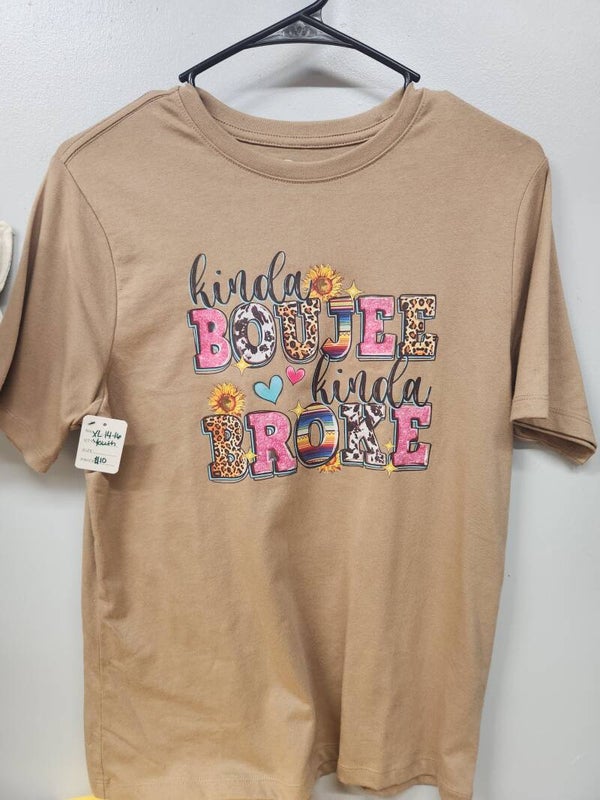 kinda
BOUJEE
kinda
BROKE
XL 14-16
Youth
$10